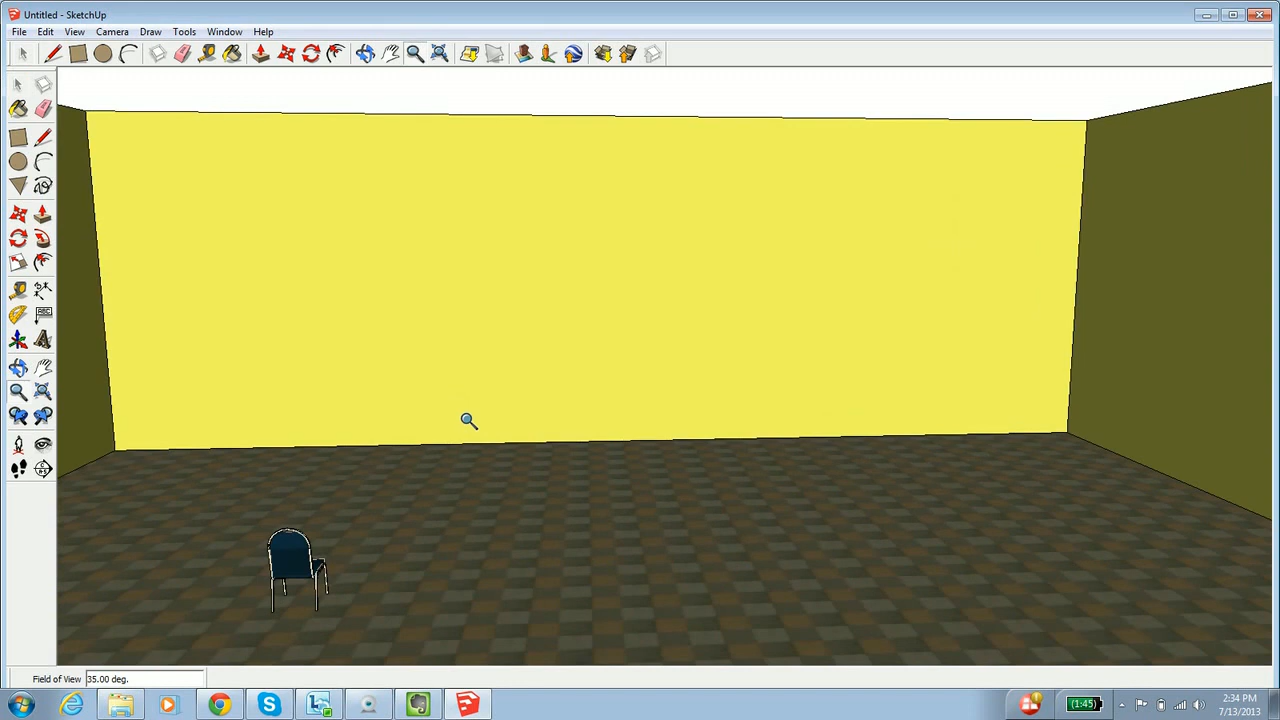 Untitled - SketchUp
File Edit View Camera Draw Tools Window Help
ABC
Field of View 35.00 deg.
(1:45)
2:34 PM
7/13/2013